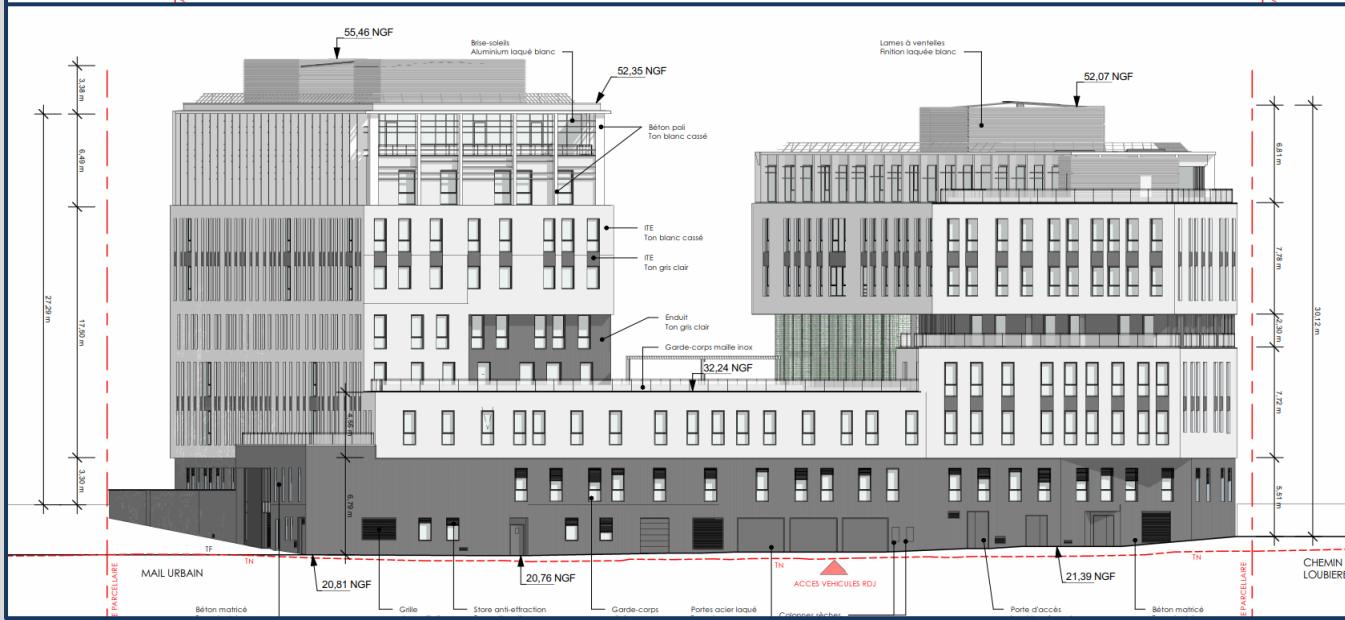 55,46 NGF
Brise-soleils
Aluminium laqué blanc
Lames à ventelles
Finition laquée blanc
52,35 NGF
52,07 NGF
3,38 m
6,49 m
6,81 m
Béton poli
Ton blanc cassé
ITE
Ton blanc cassé
ITE
Ton gris clair
7,78 m
27,29 m
17,50 m
30,12 m
Enduit
Ton gris clair
2,30 m
Garde-corps maille inox
32,24 NGF
7,72 m
4,56 m
3,30 m
6,79 m
5,51 m
TF
TN
TN
TN
MAIL URBAIN
20,81 NGF
20,76 NGF
ACCES VEHICULES RDJ
21,39 NGF
CHEMIN
LOUBIERE
E PARCELLAIRE
E PARCELLAIRE
Béton matricé
Grille
Store anti-effraction
Garde-corps
Portes acier laqué
Colonnes sèches
Porte d'accès
Béton matricé